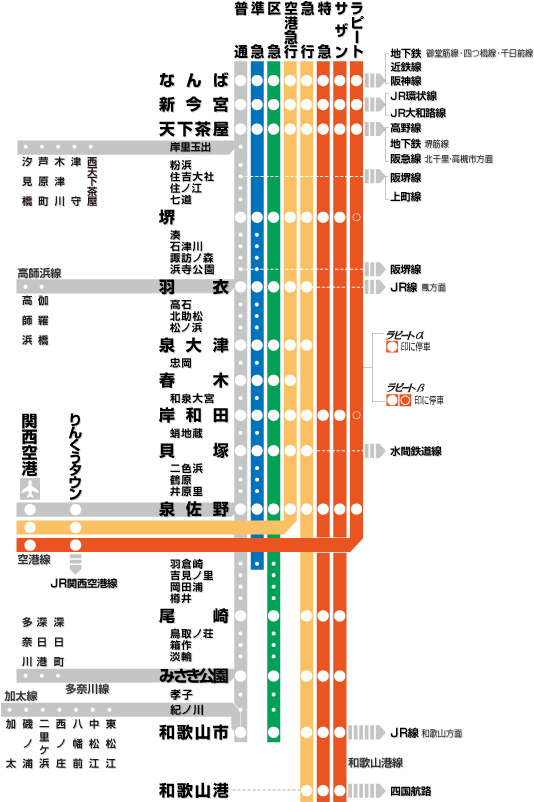 普通
準急
区急
空港急行
急行
特急
サザン
ラピート
なんば
地下鉄 御堂筋線・四つ橋線・千日前線
近鉄線
阪神線
新今宮
JR環状線
JR大和路線
天下茶屋
高野線
地下鉄 堺筋線
阪急線 北千里・高槻市方面
岸里玉出
西天下茶屋
津守
木津川
芦原町
汐見橋
粉浜
住吉大社
住ノ江
七道
阪堺線
上町線
堺
湊
石津川
諏訪ノ森
浜寺公園
阪堺線
高師浜線
羽衣
JR線 鳳方面
伽羅橋
高師浜
高石
北助松
松ノ浜
泉大津
忠岡
春木
和泉大宮
岸和田
蛸地蔵
貝塚
水間鉄道線
二色浜
鶴原
井原里
ラピートα
印に停車
ラピートβ
印に停車
関西空港
りんくうタウン
泉佐野
空港線
JR関西空港線
羽倉崎
吉見ノ里
岡田浦
樽井
尾崎
鳥取ノ荘
箱作
淡輪
深日町
深日港
多奈川
みさき公園
多奈川線
孝子
加太線
紀ノ川
東松江
中松江
八幡前
西ノ庄
二里ヶ浜
磯ノ浦
加太
和歌山市
JR線 和歌山方面
和歌山港線
和歌山港
四国航路